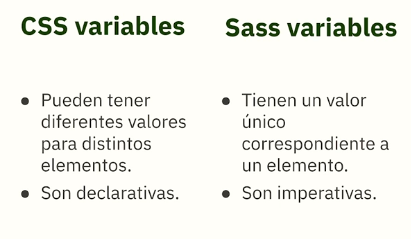 CSS variables
Pueden tener
diferentes valores
para distintos
elementos.
Son declarativas.
Sass variables
Tienen un valor
único
correspondiente a
un elemento.
Son imperativas.